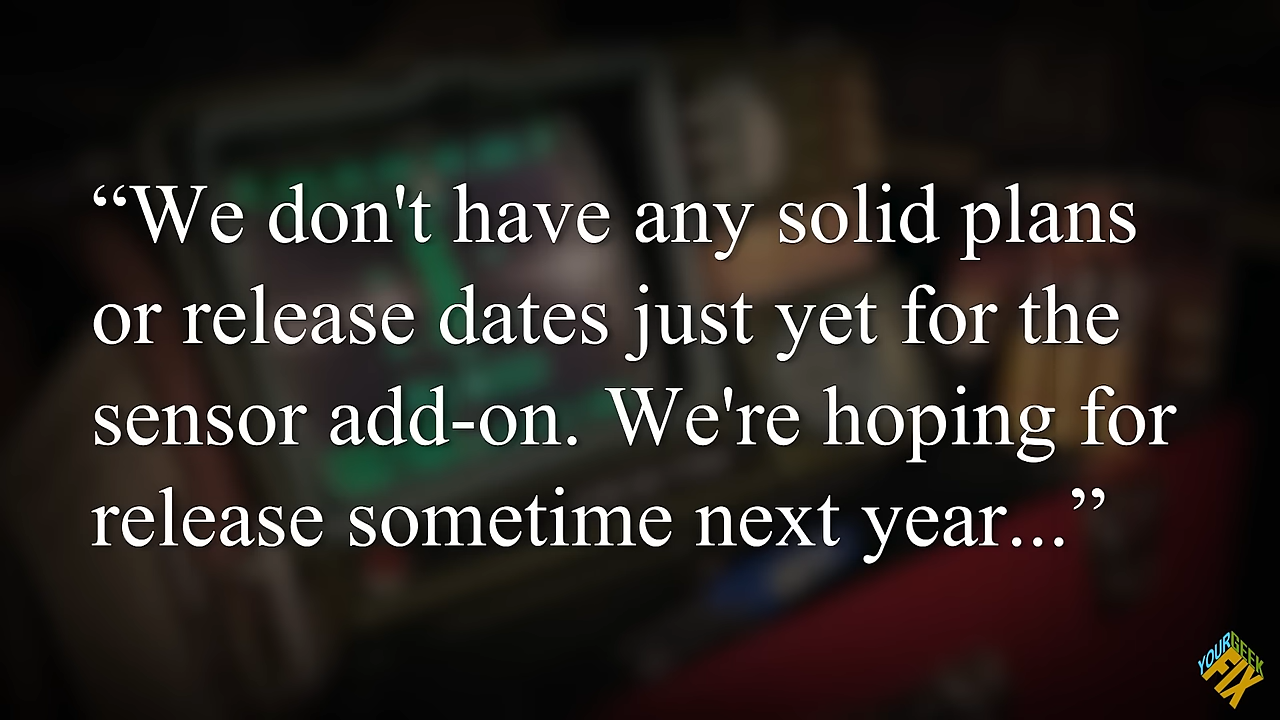 “We don't have any solid plans
or release dates just yet for the
sensor add-on. We're hoping for
release sometime next year...”
YOUR GEEK
FIX